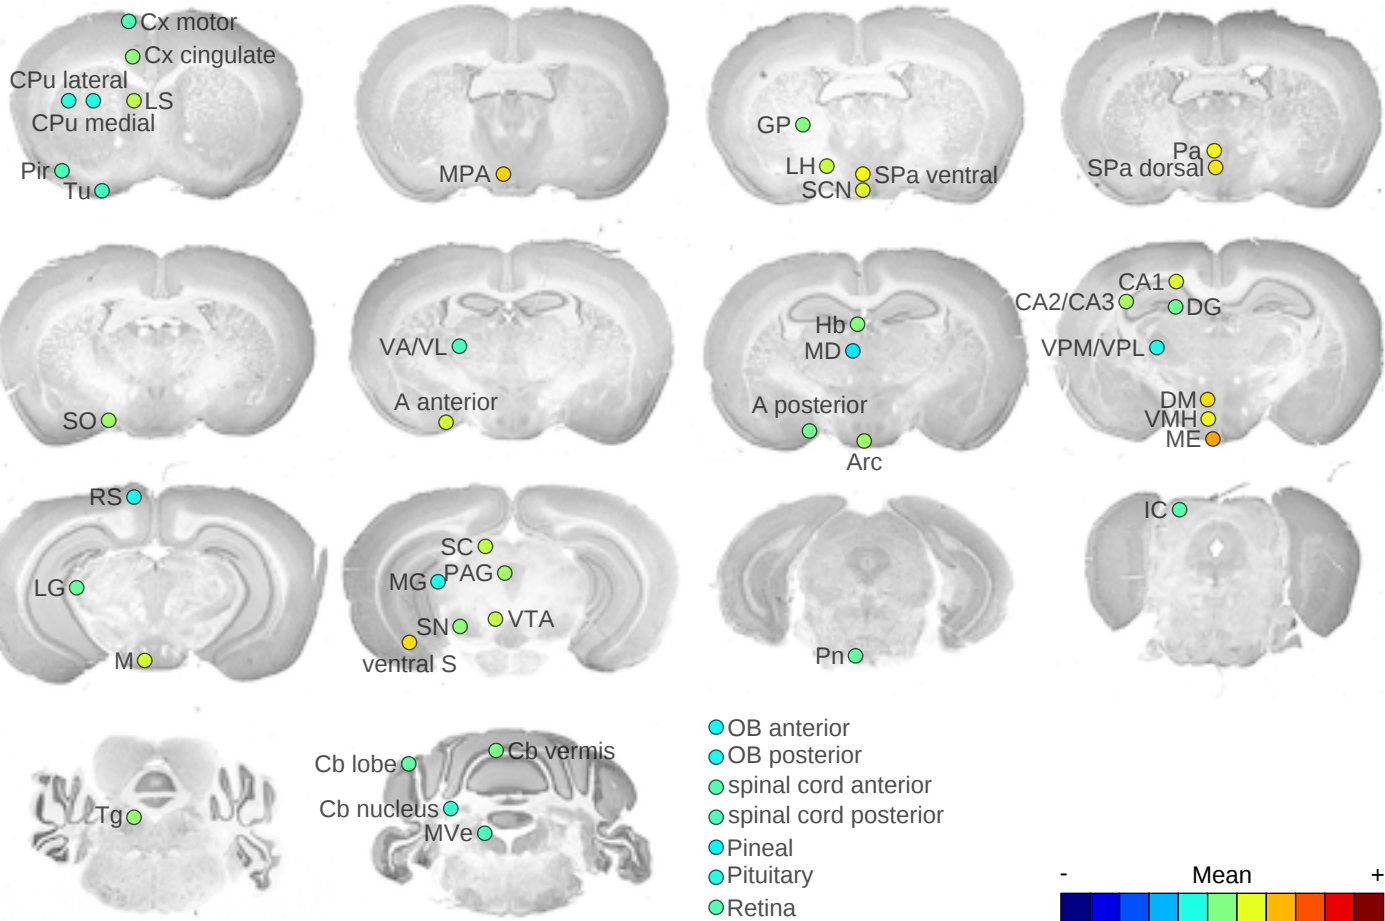 Cx motor
Cx cingulate
CPu lateral
LS
CPu medial
Pir
Tu
MPA
GP
LH
SPa ventral
SCN
Pa
SPa dorsal
SO
VA/VL
A anterior
Hb
MD
A posterior
Arc
CA1
CA2/CA3
DG
VPM/VPL
DM
VMH
ME
RS
LG
M
SC
PAG
MG
VTA
SN
ventral S
Pn
IC
Tg
Cb lobe
Cb vermis
Cb nucleus
MVe
OB anterior
OB posterior
spinal cord anterior
spinal cord posterior
Pineal
Pituitary
Retina
- Mean +